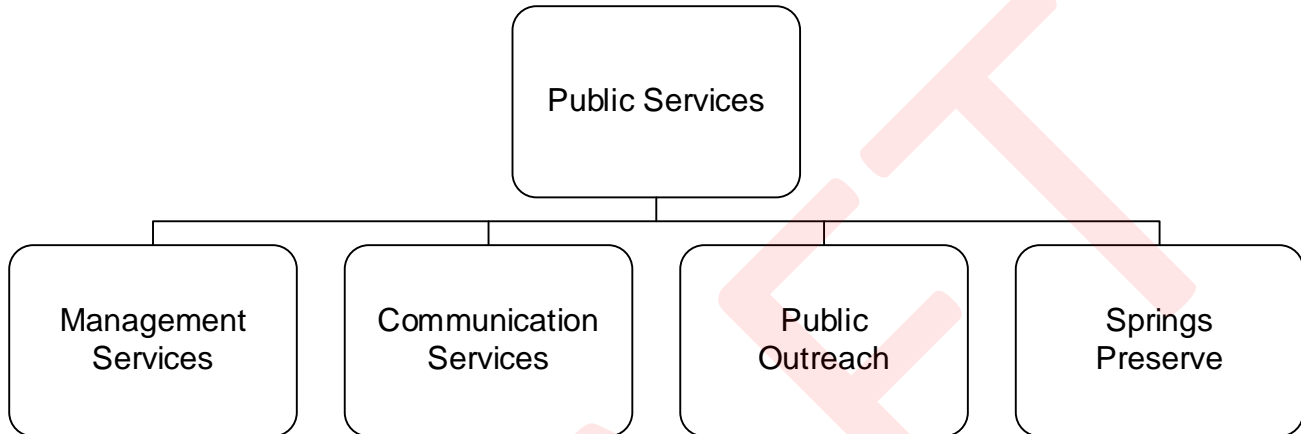 Public Services
Management
Services
Communication
Services
Public
Outreach
Springs
Preserve